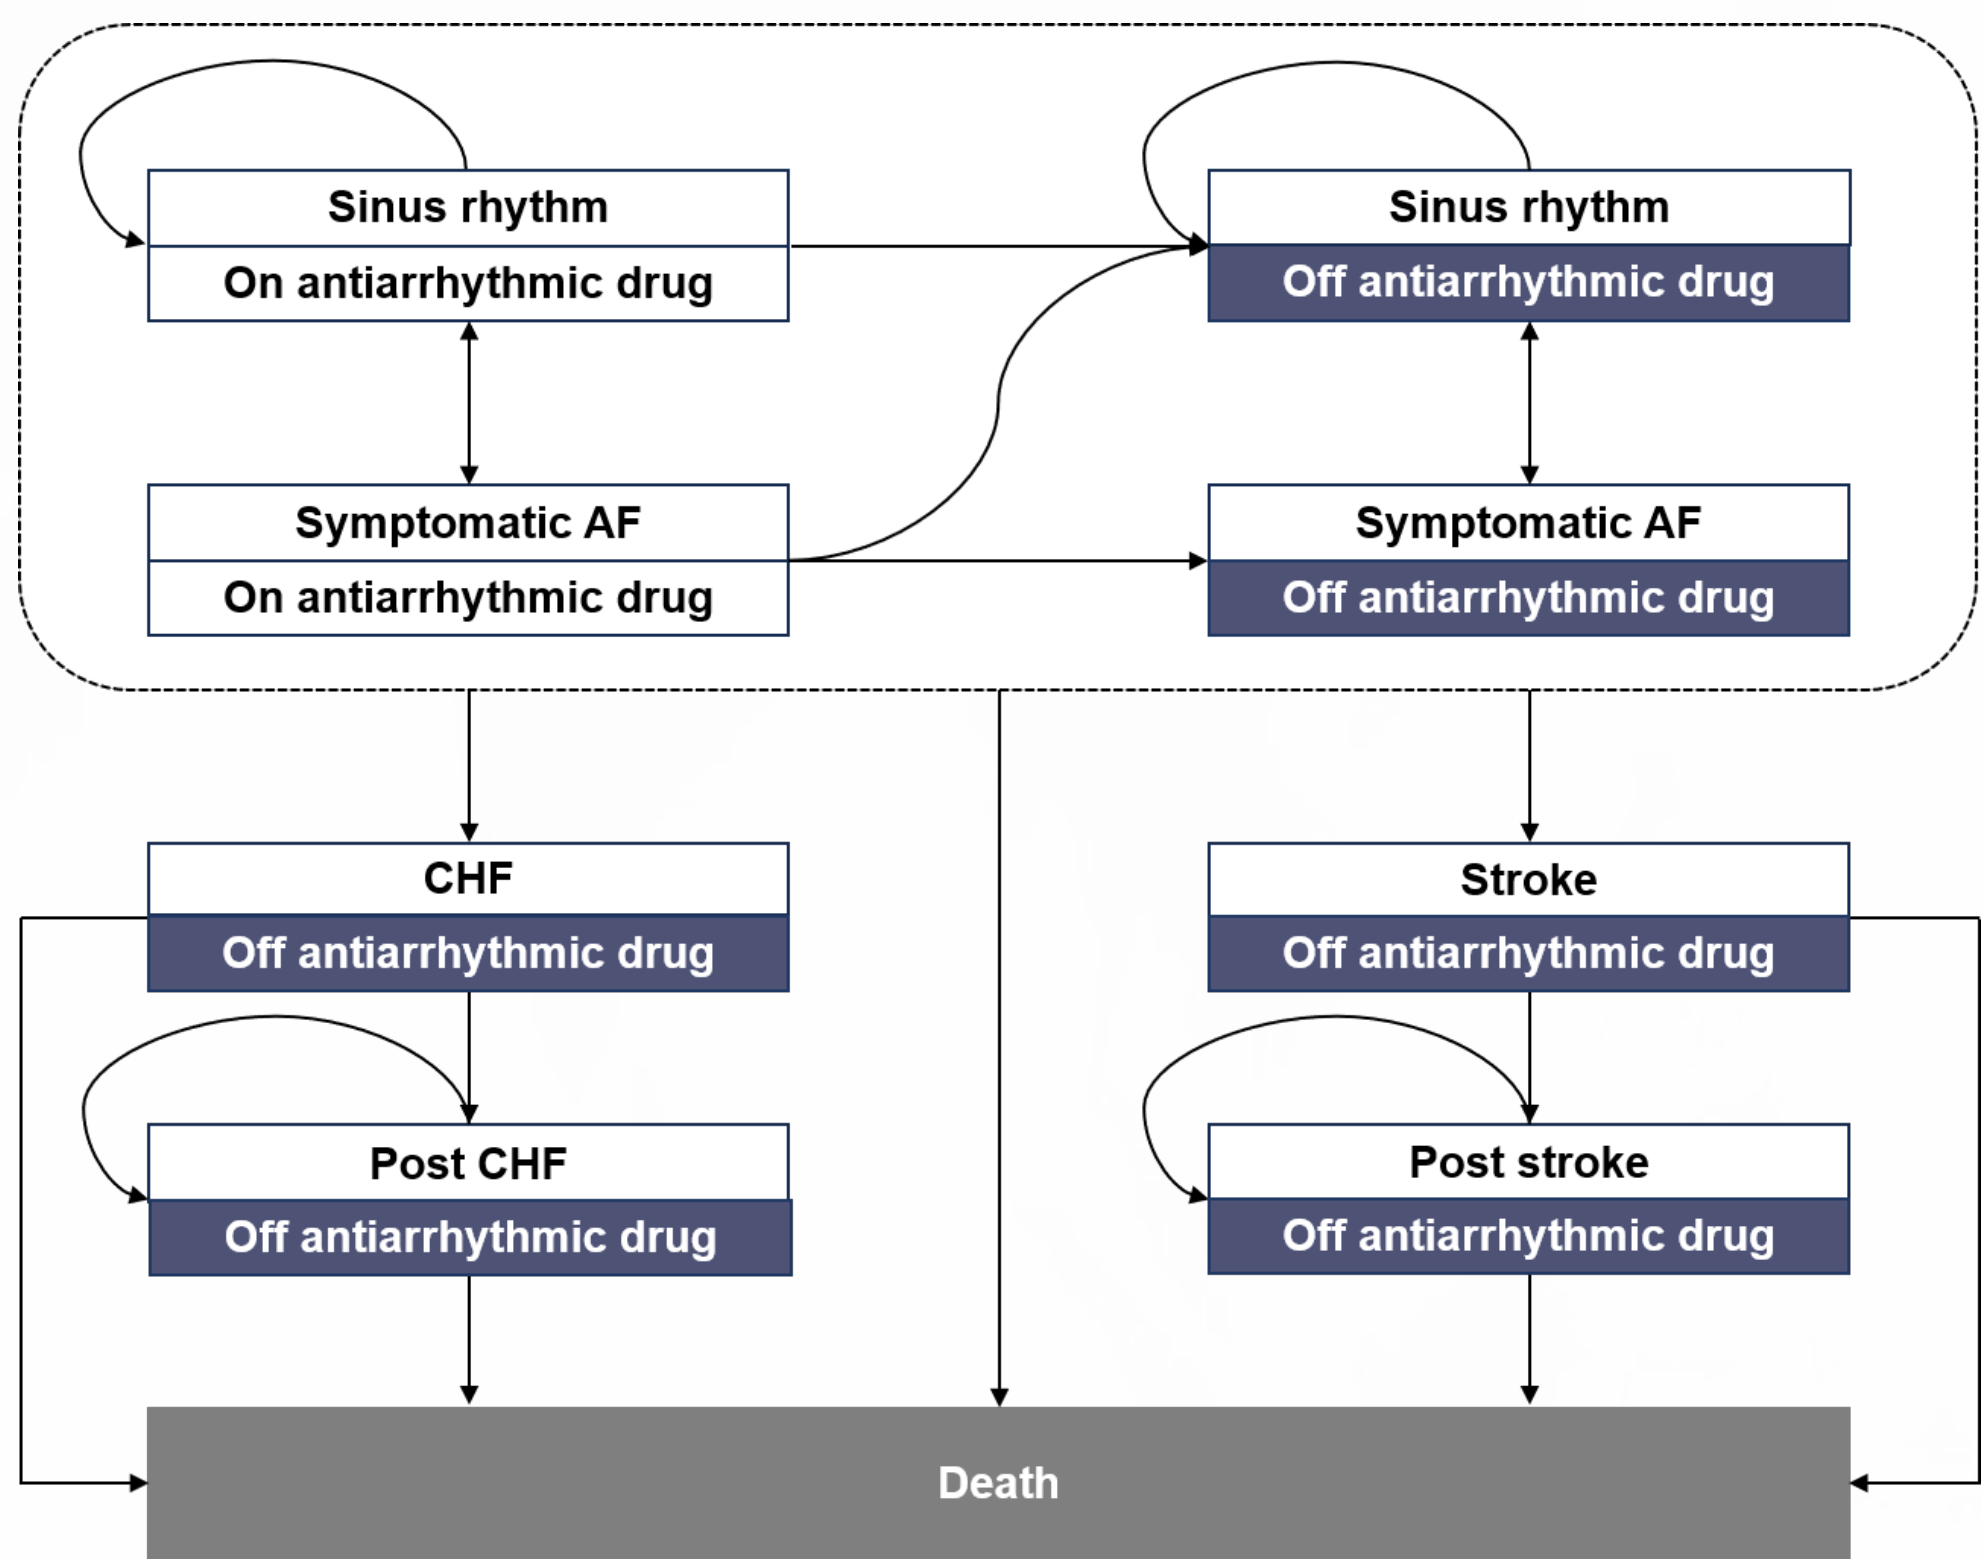 Sinus rhythm
On antiarrhythmic drug
Sinus rhythm
Off antiarrhythmic drug
Symptomatic AF
On antiarrhythmic drug
Symptomatic AF
Off antiarrhythmic drug
CHF
Off antiarrhythmic drug
Stroke
Off antiarrhythmic drug
Post CHF
Off antiarrhythmic drug
Post stroke
Off antiarrhythmic drug
Death